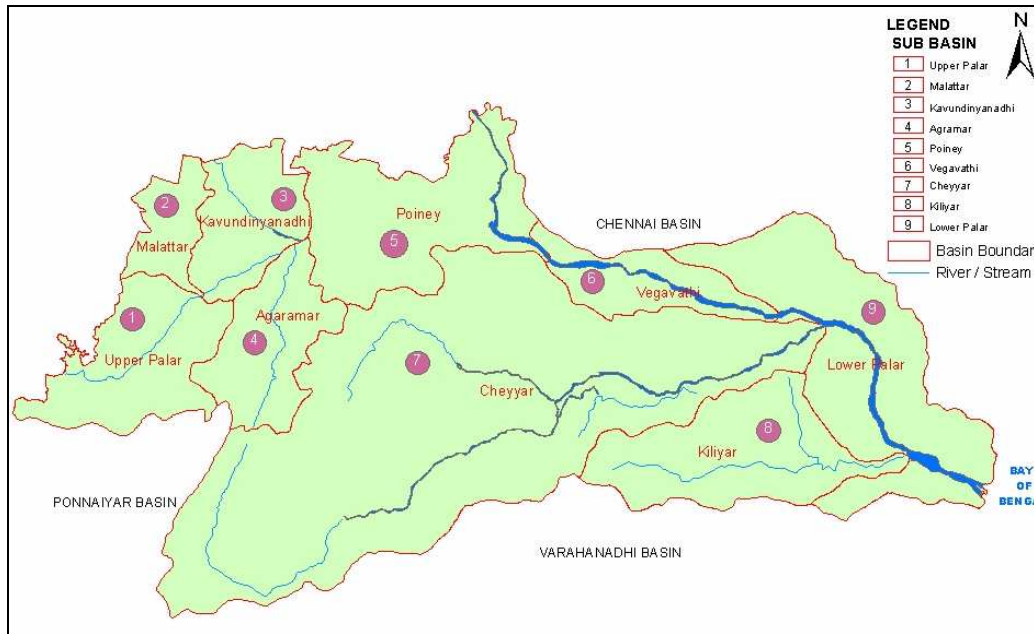 LEGEND
SUB BASIN
N
1 Upper Palar
2 Malattar
3 Kavundinyanadhi
4 Agramar
5 Poiney
6 Vegavathi
7 Cheyyar
8 Kiliyar
9 Lower Palar
Basin Boundar
River / Stream
2
Malattar
3
Kavundinyanadhi
Poiney
5
CHENNAI BASIN
6
Vegavathi
9
Lower Palar
1
Upper Palar
Agaramar
4
7
Cheyyar
8
Kiliyar
PONNAIYAR BASIN
VARAHANADHI BASIN
BAY
OF
BENGA